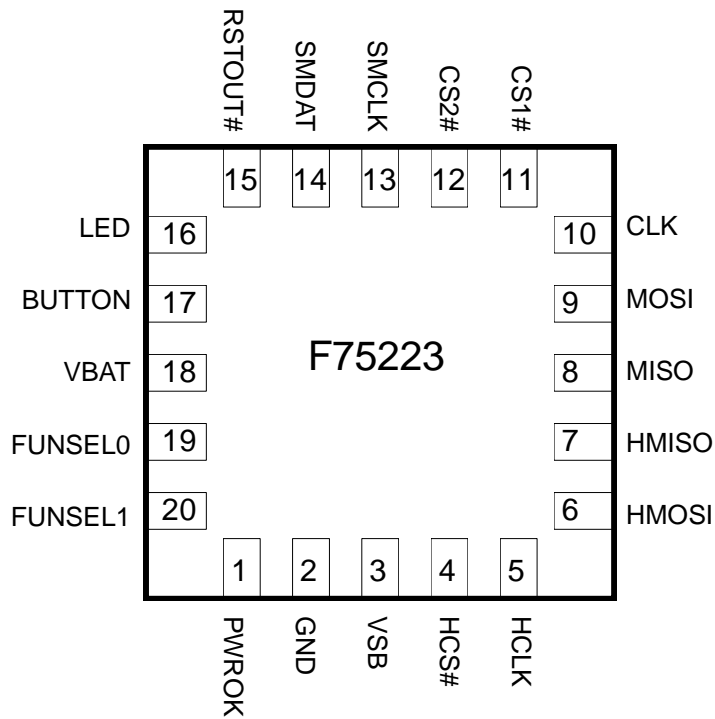 RSTOUT#
SMDAT
SMCLK
CS2#
CS1#
15
14
13
12
11
LED
16
10
CLK
BUTTON
17
9
MOSI
F75223
VBAT
18
8
MISO
FUNSEL0
19
7
HMISO
FUNSEL1
20
6
HMOSI
1
2
3
4
5
PWROK
GND
VSB
HCS#
HCLK